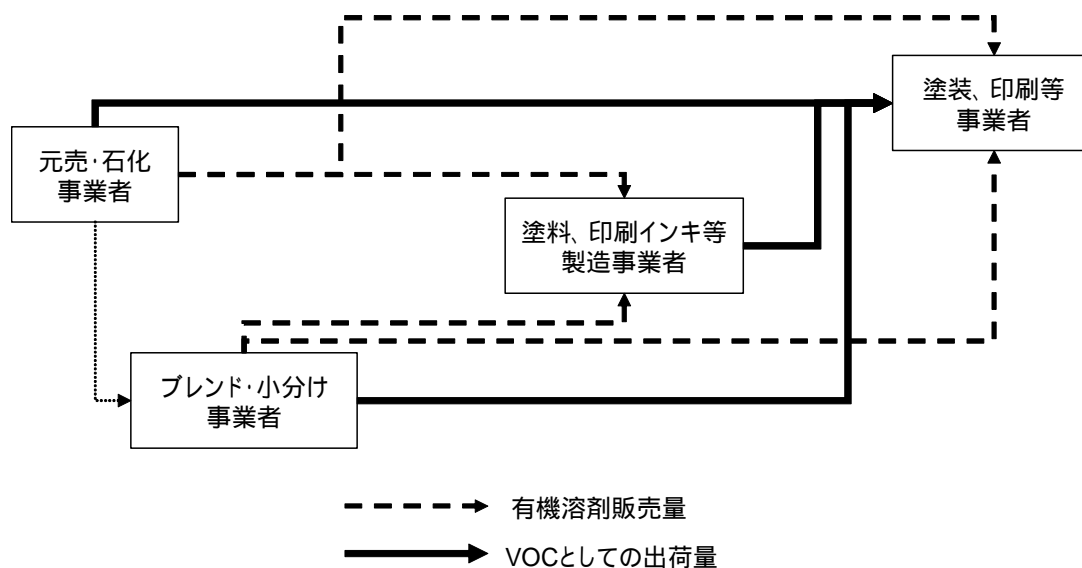 塗装、印刷等
事業者
元売・石化
事業者
塗料、印刷インキ等
製造事業者
ブレンド・小分け
事業者
有機溶剤販売量
VOCとしての出荷量